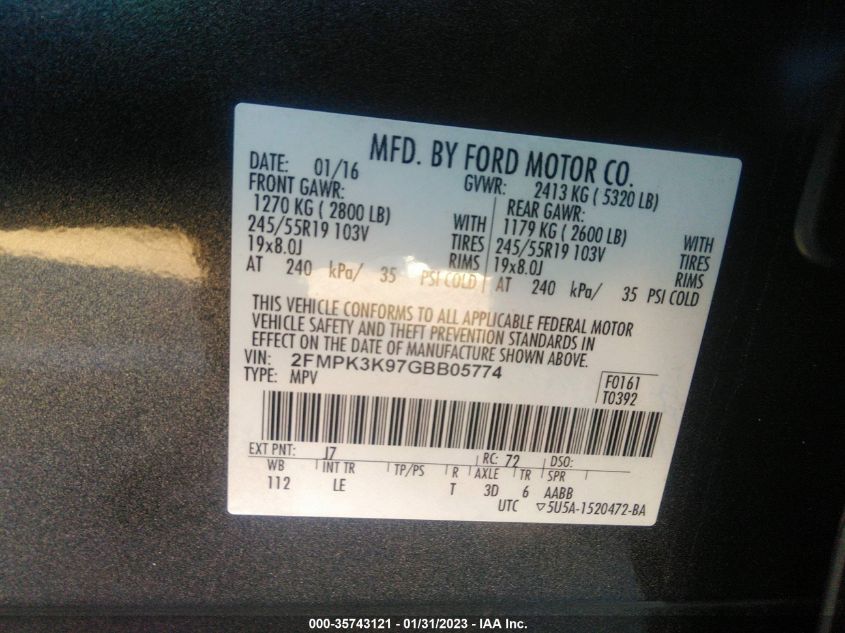 MFD. BY FORD MOTOR CO.
DATE: 01/16 GVWR: 2413 KG ( 5320 LB)
FRONT GAWR: REAR GAWR:
1270 KG ( 2800 LB) WITH 1179 KG ( 2600 LB) WITH
245/55R19 103V TIRES 245/55R19 103V TIRES
19x8.0J RIMS 19x8.0J RIMS
AT 240 kPa/ 35 PSI COLD AT 240 kPa/ 35 PSI COLD
THIS VEHICLE CONFORMS TO ALL APPLICABLE FEDERAL MOTOR
VEHICLE SAFETY AND THEFT PREVENTION STANDARDS IN
EFFECT ON THE DATE OF MANUFACTURE SHOWN ABOVE.
VIN: 2FMPK3K97GBB05774
TYPE: MPV F0161
T0392
EXT PNT: J7 RC: 72 DSO:
WB INT TR TP/PS R AXLE TR SPR
112 LE T 3D 6 AABB
UTC ▽5U5A-1520472-BA
000-35743121 - 01/31/2023 - IAA Inc.